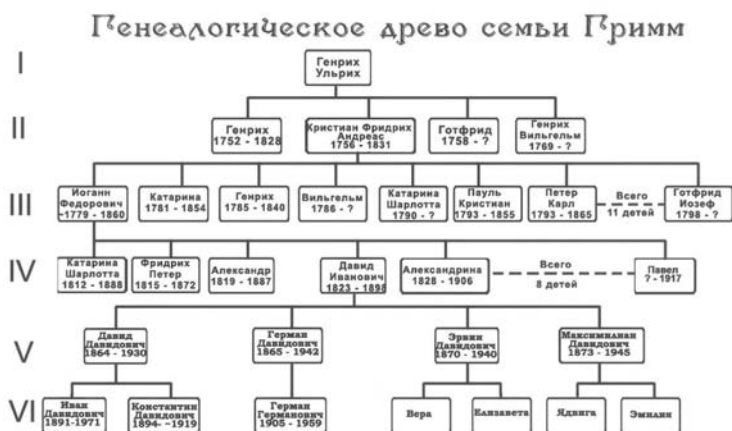 Генеалогическое древо семьи Гримм
I
Генрих
Ульрих
II
Генрих
1752 - 1828
Кристиан Фридрих
Андреас
1756 - 1831
Готфрид
1758 - ?
Генрих
Вильгельм
1769 - ?
III
Иоганн
Федорович
~1779 - 1860
Катарина
1781 - 1854
Генрих
1785 - 1840
Вильгельм
1786 - ?
Катарина
Шарлотта
1790 - ?
Пауль
Кристиан
1793 - 1855
Петер
Карл
1793 - 1865
Всего
11 детей
Готфрид
Иозеф
1798 - ?
IV
Катарина
Шарлотта
1812 - 1888
Фридрих
Петер
1815 - 1872
Александр
1819 - 1887
Давид
Иванович
1823 - 1898
Александрина
1828 - 1906
Всего
8 детей
Павел
? - 1917
V
Давид
Давидович
1864 - 1930
Герман
Давидович
1865 - 1942
Эрвин
Давидович
1870 - 1940
Максимилиан
Давидович
1873 - 1945
VI
Иван
Давидович
1891-1971
Константин
Давидович
1894- ~1919
Герман
Германович
1905 - 1959
Вера
Елизавета
Ядвига
Эмилия